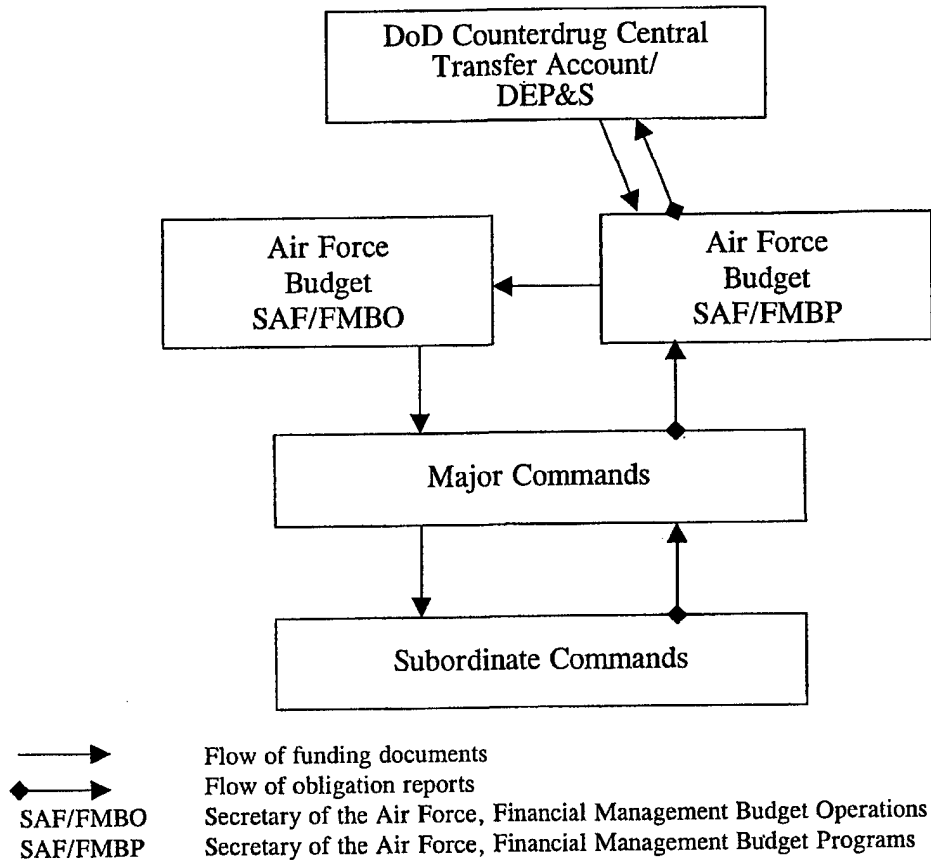 DoD Counterdrug Central
Transfer Account/
DEP&S
Air Force
Budget
SAF/FMBO
Air Force
Budget
SAF/FMBP
Major Commands
Subordinate Commands
Flow of funding documents
Flow of obligation reports
SAF/FMBO Secretary of the Air Force, Financial Management Budget Operations
SAF/FMBP Secretary of the Air Force, Financial Management Budget Programs